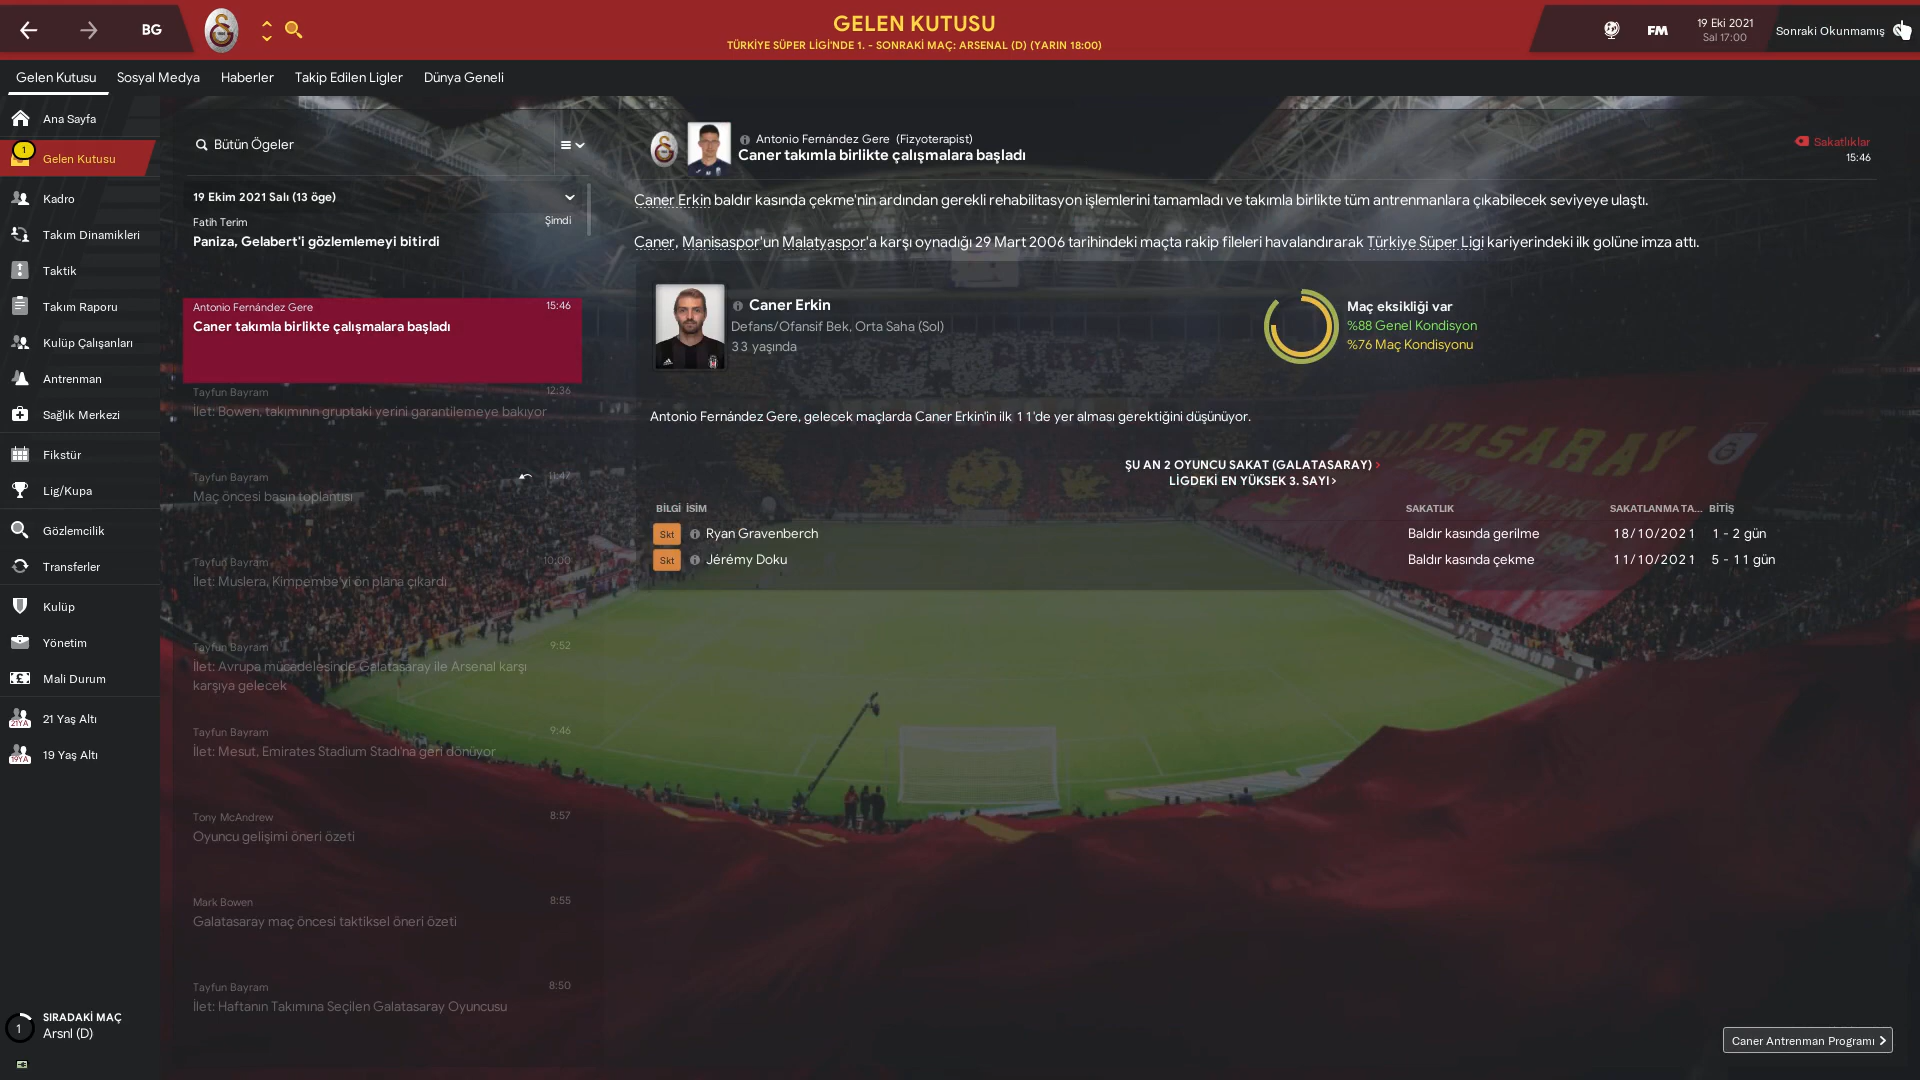 BG
GELEN KUTUSU
TÜRKİYE SÜPER LİGİ'NDE 1. - SONRAKİ MAÇ: ARSENAL (D) (YARIN 18:00)
FM
19 Eki 2021
Sal 17:00
Sonraki Okunmamış
Gelen Kutusu
Sosyal Medya
Haberler
Takip Edilen Ligler
Dünya Geneli
Ana Sayfa
1
Gelen Kutusu
Kadro
Takım Dinamikleri
Taktik
Takım Raporu
Kulüp Çalışanları
Antrenman
Sağlık Merkezi
Fikstür
Lig/Kupa
Gözlemcilik
Transferler
Kulüp
Yönetim
Mali Durum
21YA
21 Yaş Altı
19YA
19 Yaş Altı
1
SIRADAKİ MAÇ
Arsnl (D)
Bütün Ögeler
19 Ekim 2021 Salı (13 öge)
Fatih Terim
Şimdi
Paniza, Gelabert'i gözlemlemeyi bitirdi
Antonio Fernández Gere
15:46
Caner takımla birlikte çalışmalara başladı
Tayfun Bayram
12:36
İlet: Bowen, takımının gruptaki yerini garantilemeye bakıyor
Tayfun Bayram
11:47
Maç öncesi basın toplantısı
Tayfun Bayram
10:00
İlet: Muslera, Kimpembe'yi ön plana çıkardı
Tayfun Bayram
9:52
İlet: Avrupa mücadelesinde Galatasaray ile Arsenal karşı
karşıya gelecek
Tayfun Bayram
9:46
İlet: Mesut, Emirates Stadium Stadı'na geri dönüyor
Tony McAndrew
8:57
Oyuncu gelişimi öneri özeti
Mark Bowen
8:55
Galatasaray maç öncesi taktiksel öneri özeti
Tayfun Bayram
8:50
İlet: Haftanın Takımına Seçilen Galatasaray Oyuncusu
Antonio Fernández Gere (Fizyoterapist)
Caner takımla birlikte çalışmalara başladı
Sakatlıklar
15:46
Caner Erkin baldır kasında çekme'nin ardından gerekli rehabilitasyon işlemlerini tamamladı ve takımla birlikte tüm antrenmanlara çıkabilecek seviyeye ulaştı.
Caner, Manisaspor'un Malatyaspor'a karşı oynadığı 29 Mart 2006 tarihindeki maçta rakip fileleri havalandırarak Türkiye Süper Ligi kariyerindeki ilk golüne imza attı.
Caner Erkin
Defans/Ofansif Bek, Orta Saha (Sol)
33 yaşında
Maç eksikliği var
%88 Genel Kondisyon
%76 Maç Kondisyonu
Antonio Fernández Gere, gelecek maçlarda Caner Erkin'in ilk 11'de yer alması gerektiğini düşünüyor.
ŞU AN 2 OYUNCU SAKAT (GALATASARAY) >
LİGDEKİ EN YÜKSEK 3. SAYI>
BİLGİ İSİM SAKATLIK SAKATLANMA TA... BİTİŞ
Skt Ryan Gravenberch Baldır kasında gerilme 18/10/2021 1 - 2 gün
Skt Jérémy Doku Baldır kasında çekme 11/10/2021 5 - 11 gün
GALATASARAY
Caner Antrenman Programı